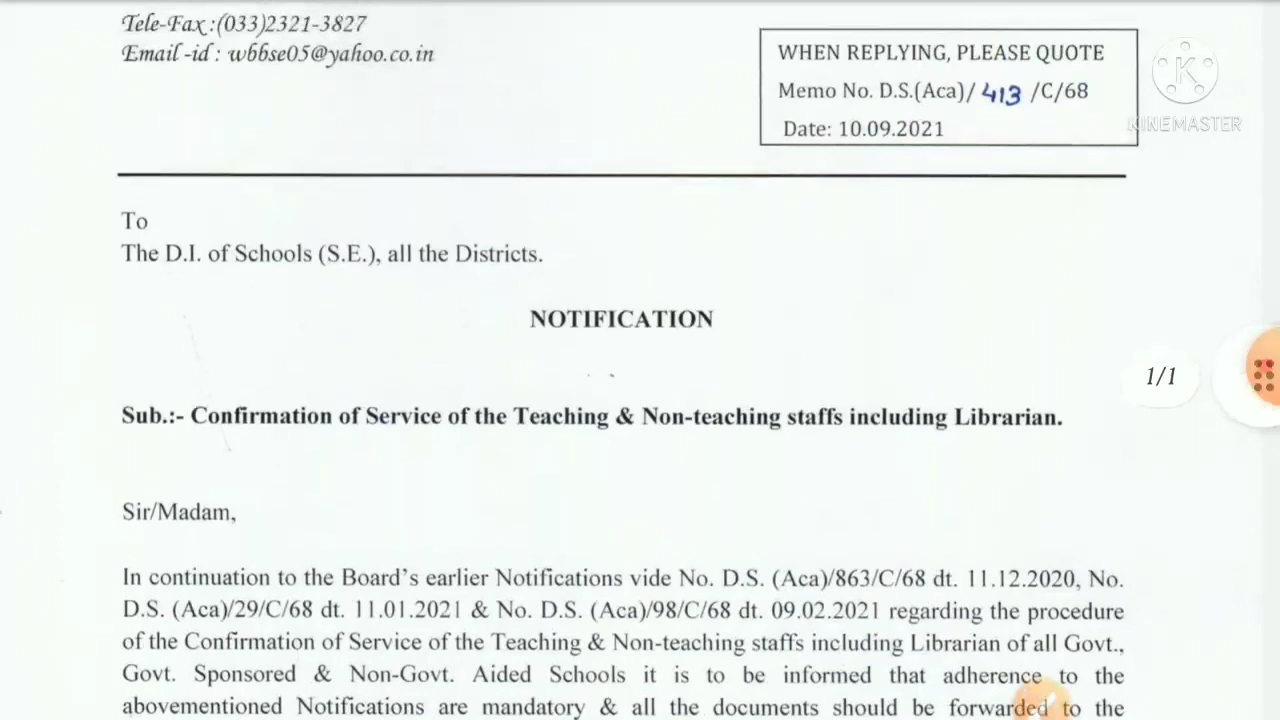 Tele-Fax :(033)2321-3827
Email -id : wbbse05@yahoo.co.in
WHEN REPLYING, PLEASE QUOTE
Memo No. D.S.(Aca)/ 413 /C/68
Date: 10.09.2021
K
KINEMASTER
To
The D.I. of Schools (S.E.), all the Districts.
NOTIFICATION
1/1
Sub.:- Confirmation of Service of the Teaching & Non-teaching staffs including Librarian.
Sir/Madam,
In continuation to the Board's earlier Notifications vide No. D.S. (Aca)/863/C/68 dt. 11.12.2020, No.
D.S. (Aca)/29/C/68 dt. 11.01.2021 & No. D.S. (Aca)/98/C/68 dt. 09.02.2021 regarding the procedure
of the Confirmation of Service of the Teaching & Non-teaching staffs including Librarian of all Govt.,
Govt. Sponsored & Non-Govt. Aided Schools it is to be informed that adherence to the
abovementioned Notifications are mandatory & all the documents should be forwarded to the